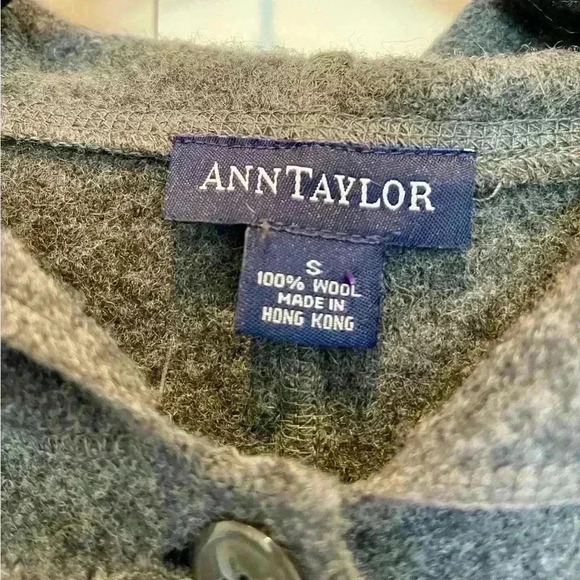 ANNTAYLOR
S
100% WOOL
MADE IN
HONG KONG